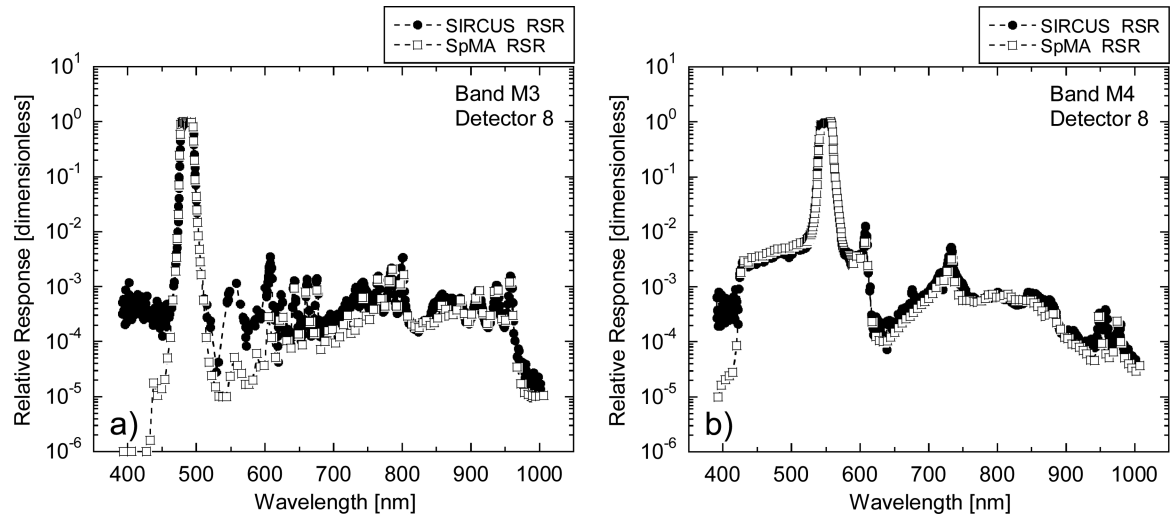 SIRCUS RSR
SpMA RSR
Band M3
Detector 8
Relative Response [dimensionless]
10^1
10^0
10^-1
10^-2
10^-3
10^-4
10^-5
10^-6
a)
400 500 600 700 800 900 1000
Wavelength [nm]
SIRCUS RSR
SpMA RSR
Band M4
Detector 8
Relative Response [dimensionless]
10^1
10^0
10^-1
10^-2
10^-3
10^-4
10^-5
10^-6
b)
400 500 600 700 800 900 1000
Wavelength [nm]